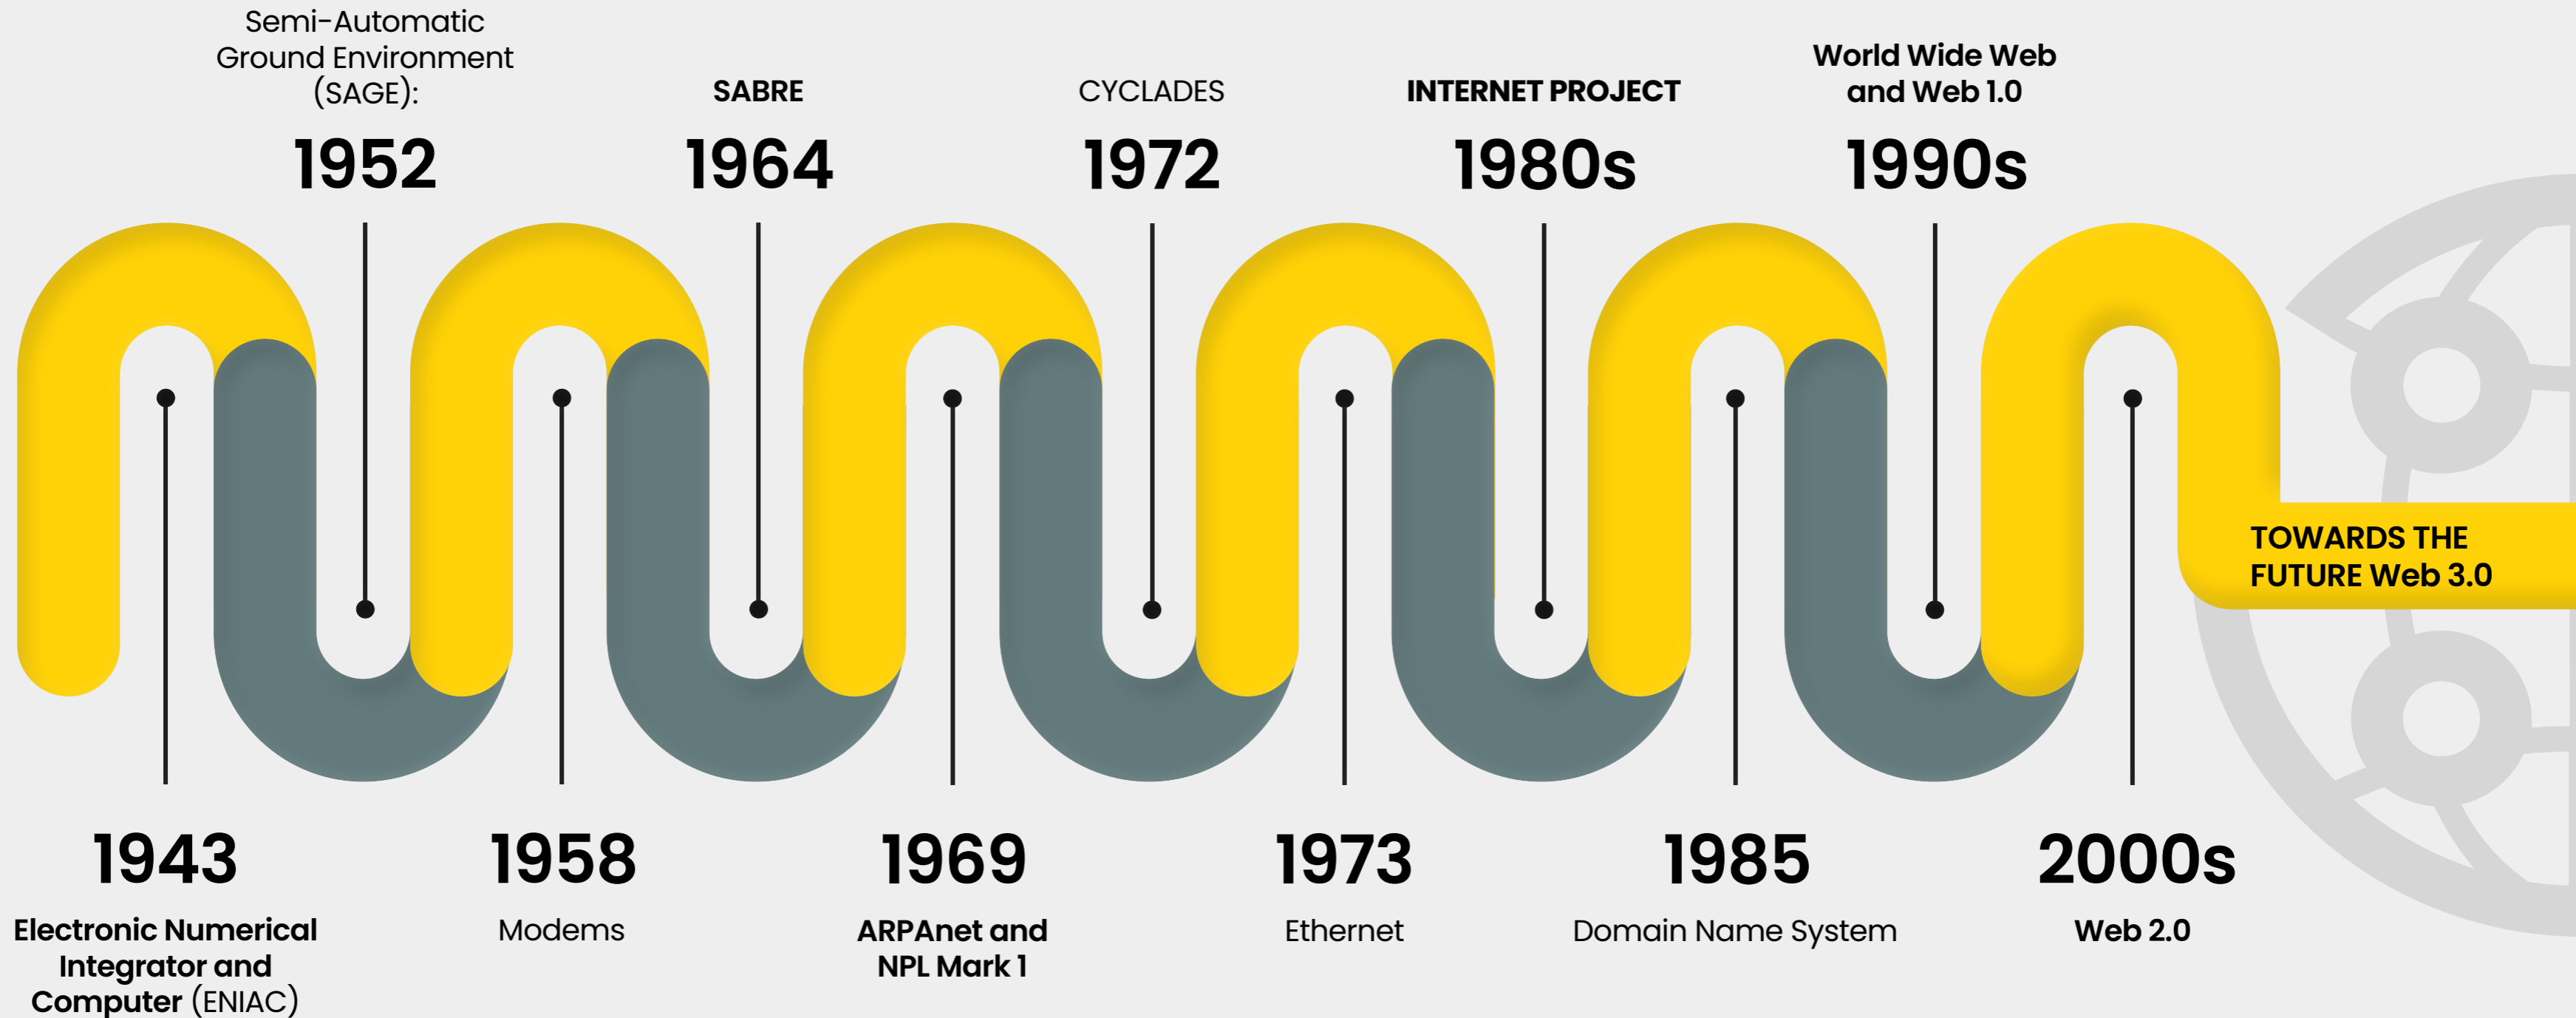 Semi-Automatic
Ground Environment
(SAGE):
1952
SABRE
1964
CYCLADES
1972
INTERNET PROJECT
1980s
World Wide Web
and Web 1.0
1990s
TOWARDS THE
FUTURE Web 3.0
1943
Electronic Numerical
Integrator and
Computer (ENIAC)
1958
Modems
1969
ARPAnet and
NPL Mark 1
1973
Ethernet
1985
Domain Name System
2000s
Web 2.0